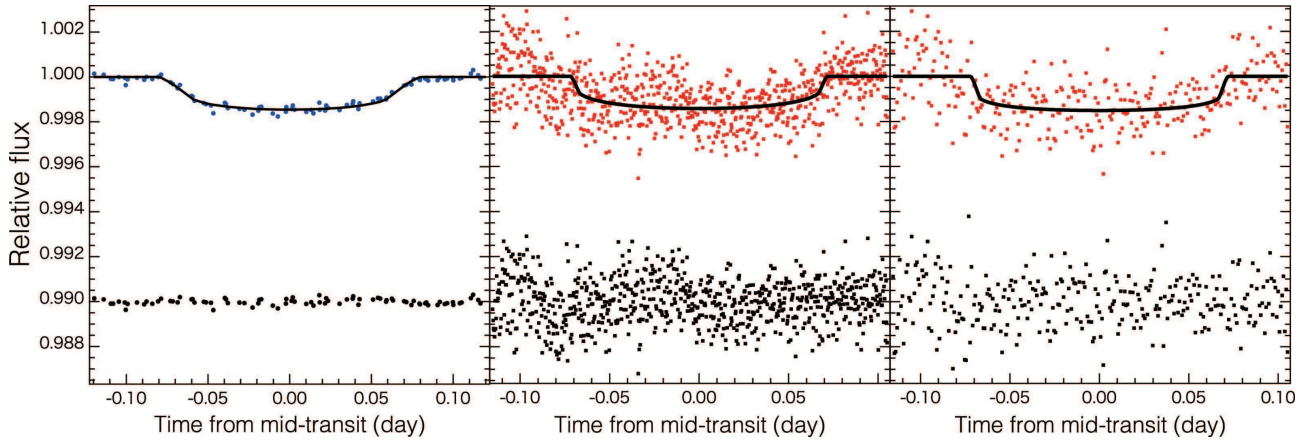 1.002
1.000
0.998
0.996
0.994
0.992
0.990
0.988
Relative flux
-0.10 -0.05 0.00 0.05 0.10
-0.10 -0.05 0.00 0.05 0.10
-0.10 -0.05 0.00 0.05 0.10
Time from mid-transit (day)
Time from mid-transit (day)
Time from mid-transit (day)